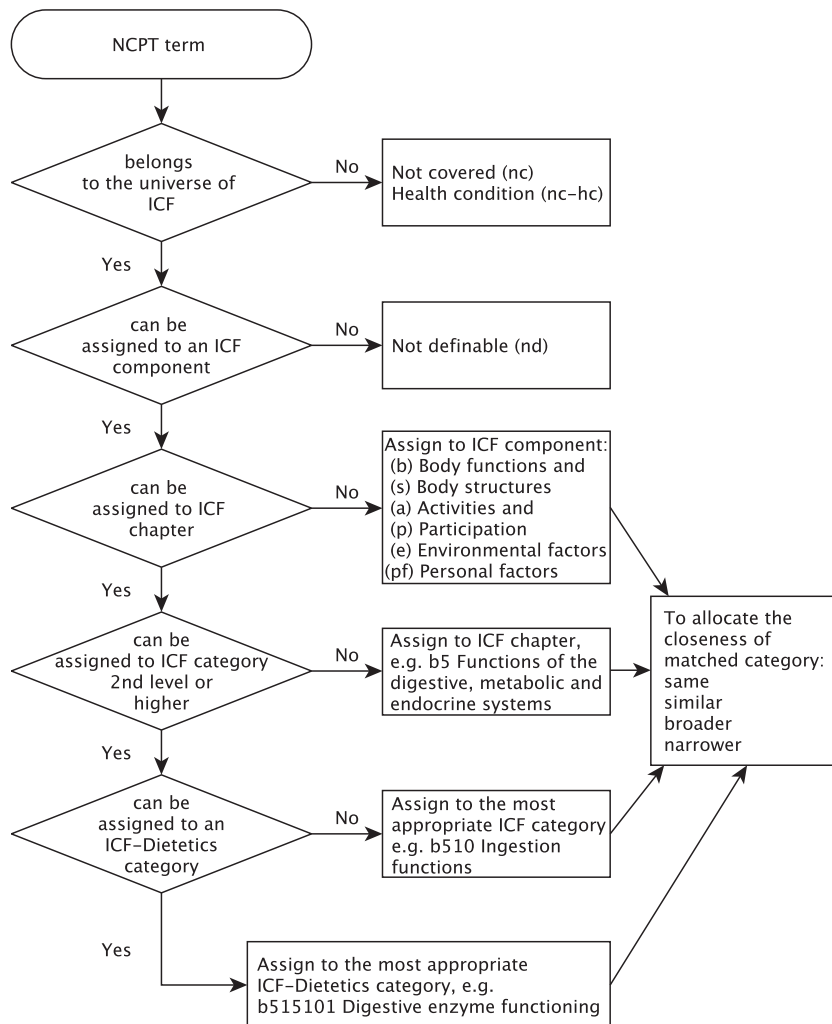 NCPT term
belongs
to the universe of
ICF
No
Not covered (nc)
Health condition (nc–hc)
Yes
can be
assigned to an ICF
component
No
Not definable (nd)
Yes
can be
assigned to ICF
chapter
No
Assign to ICF component:
(b) Body functions and
(s) Body structures
(a) Activities and
(p) Participation
(e) Environmental factors
(pf) Personal factors
Yes
can be
assigned to ICF category
2nd level or
higher
No
Assign to ICF chapter,
e.g. b5 Functions of the
digestive, metabolic and
endocrine systems
To allocate the
closeness of
matched category:
same
similar
broader
narrower
Yes
can be
assigned to an
ICF–Dietetics
category
No
Assign to the most
appropriate ICF category
e.g. b510 Ingestion
functions
Yes
Assign to the most appropriate
ICF–Dietetics category, e.g.
b515101 Digestive enzyme functioning